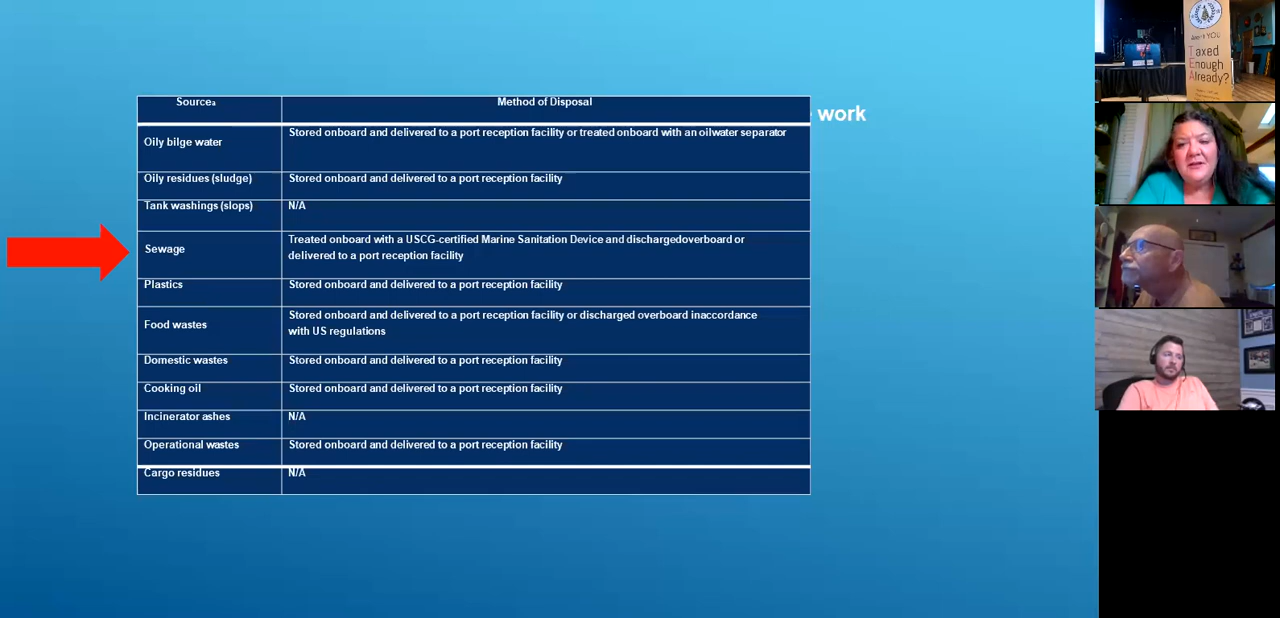 Sourceₐ Method of Disposal
work
Oily bilge water Stored onboard and delivered to a port reception facility or treated onboard with an oilwater separator
Oily residues (sludge) Stored onboard and delivered to a port reception facility
Tank washings (slops) N/A
Sewage Treated onboard with a USCG-certified Marine Sanitation Device and dischargedoverboard or
delivered to a port reception facility
Plastics Stored onboard and delivered to a port reception facility
Food wastes Stored onboard and delivered to a port reception facility or discharged overboard inaccordance
with US regulations
Domestic wastes Stored onboard and delivered to a port reception facility
Cooking oil Stored onboard and delivered to a port reception facility
Incinerator ashes N/A
Operational wastes Stored onboard and delivered to a port reception facility
Cargo residues N/A
Aren't YOU
Taxed
Enough
Already?